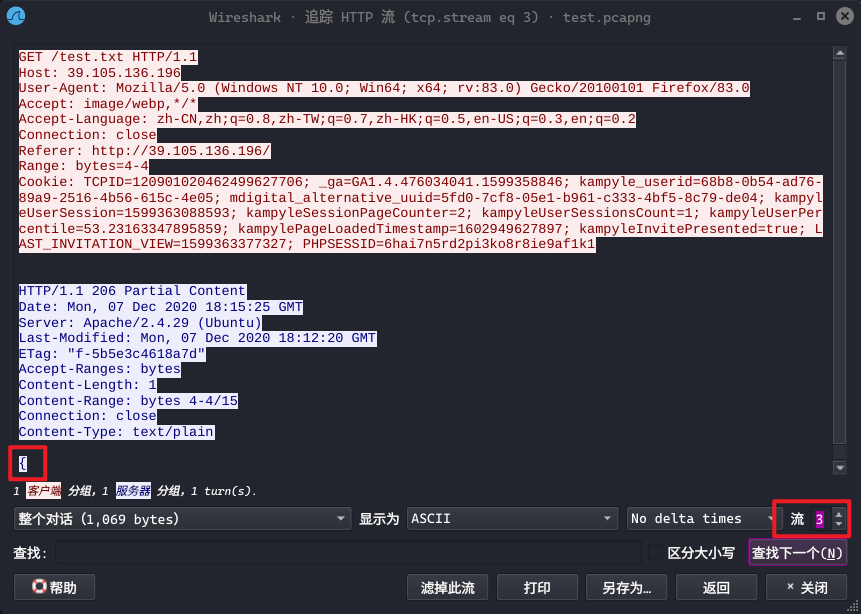 Wireshark · 追踪 HTTP 流 (tcp.stream eq 3) · test.pcapng
GET /test.txt HTTP/1.1
Host: 39.105.136.196
User-Agent: Mozilla/5.0 (Windows NT 10.0; Win64; x64; rv:83.0) Gecko/20100101 Firefox/83.0
Accept: image/webp,*/*
Accept-Language: zh-CN,zh;q=0.8,zh-TW;q=0.7,zh-HK;q=0.5,en-US;q=0.3,en;q=0.2
Connection: close
Referer: http://39.105.136.196/
Range: bytes=4-4
Cookie: TCPID=120901020462499627706; _ga=GA1.4.476034041.1599358846; kampyle_userid=68b8-0b54-ad76-
89a9-2516-4b56-615c-4e05; mdigital_alternative_uuid=5fd0-7cf8-05e1-b961-c333-4bf5-8c79-de04; kampyl
eUserSession=1599363088593; kampyleSessionPageCounter=2; kampyleUserSessionsCount=1; kampyleUserPer
centile=53.23163347895859; kampylePageLoadedTimestamp=1602949627897; kampyleInvitePresented=true; L
AST_INVITATION_VIEW=1599363377327; PHPSESSID=6hai7n5rd2pi3ko8r8ie9af1k1
HTTP/1.1 206 Partial Content
Date: Mon, 07 Dec 2020 18:15:25 GMT
Server: Apache/2.4.29 (Ubuntu)
Last-Modified: Mon, 07 Dec 2020 18:12:20 GMT
ETag: "f-5b5e3c4618a7d"
Accept-Ranges: bytes
Content-Length: 1
Content-Range: bytes 4-4/15
Connection: close
Content-Type: text/plain
{
1 客户端 分组，1 服务器 分组，1 turn(s).
整个对话 (1,069 bytes) 显示为 ASCII No delta times 流 3
查找: 区分大小写 查找下一个(N)
帮助 滤掉此流 打印 另存为… 返回 × 关闭